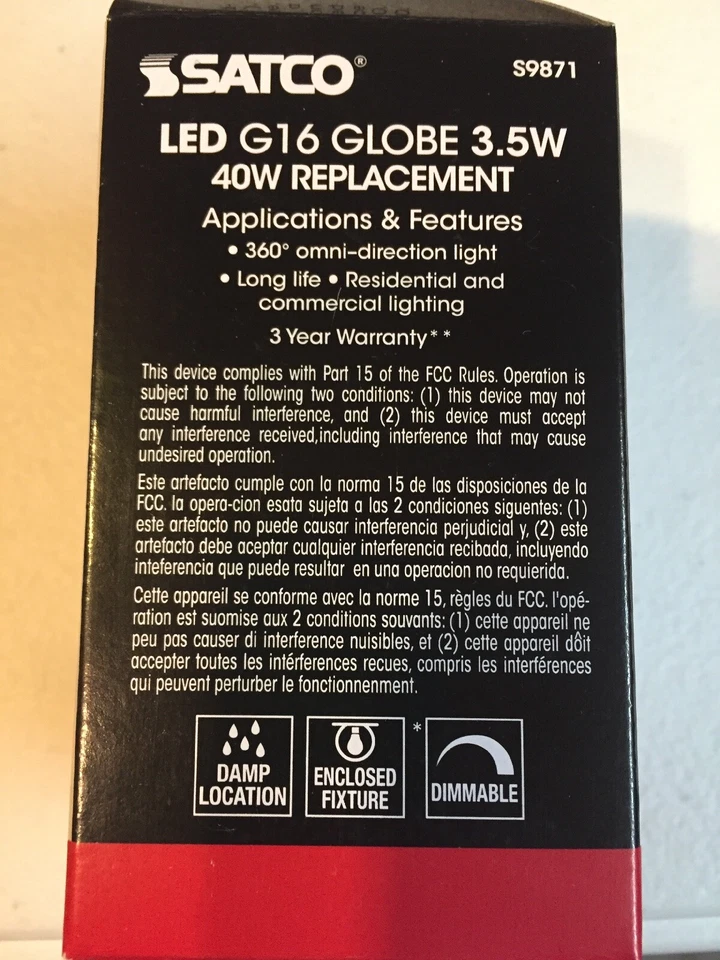 SATCO®
S9871
LED G16 GLOBE 3.5W
40W REPLACEMENT
Applications & Features
• 360° omni-direction light
• Long life • Residential and
commercial lighting
3 Year Warranty**
This device complies with Part 15 of the FCC Rules. Operation is
subject to the following two conditions: (1) this device may not
cause harmful interference, and (2) this device must accept
any interference received,including interference that may cause
undesired operation.
Este artefacto cumple con la norma 15 de las disposiciones de la
FCC. la opera-cion esata sujeta a las 2 condiciones siguentes: (1)
este artefacto no puede causar interferencia perjudicial y, (2) este
artefacto debe aceptar cualquier interferencia recibada, incluyendo
inteferencia que puede resultar en una operacion no requierida.
Cette appareil se conforme avec la norme 15, règles du FCC. l'opé-
ration est suomise aux 2 conditions souvants: (1) cette appareil ne
peu pas causer di interference nuisibles, et (2) cette appareil dôit
accepter toutes les intérferences recues, compris les interférences
qui peuvent perturber le fonctionnenment.
DAMP
LOCATION
ENCLOSED
FIXTURE
*
DIMMABLE